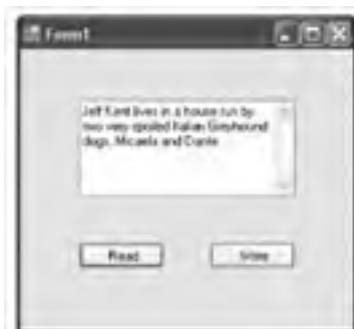 Form1
Jeff Kent lives in a house run by
two very spoiled Italian Greyhound
dogs, Micaela and Dante
Read
Write